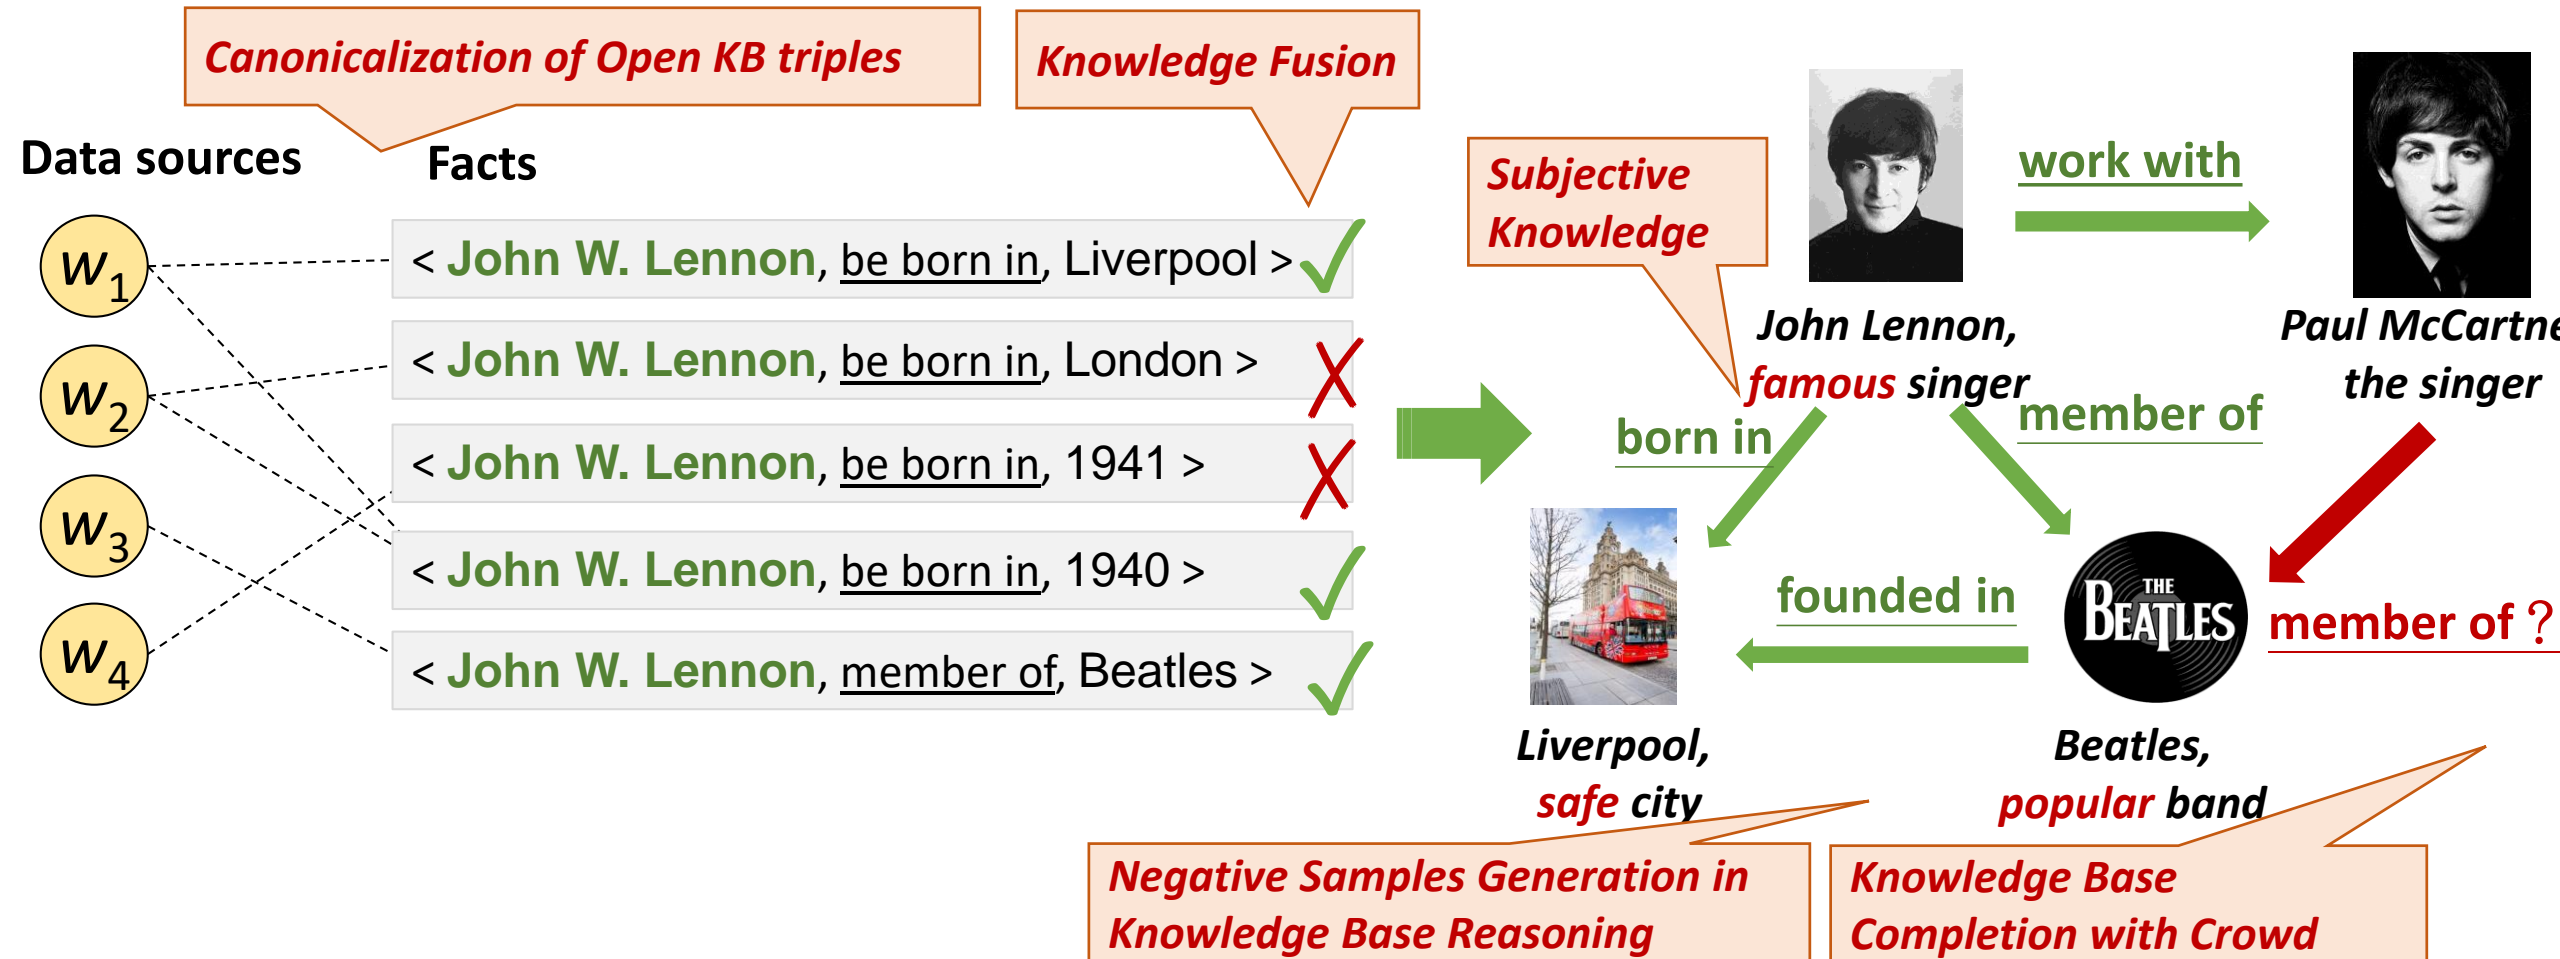 Canonicalization of Open KB triples
Knowledge Fusion
Data sources
Facts
w1
w2
w3
w4
< John W. Lennon, be born in, Liverpool >
< John W. Lennon, be born in, London >
< John W. Lennon, be born in, 1941 >
< John W. Lennon, be born in, 1940 >
< John W. Lennon, member of, Beatles >
Subjective
Knowledge
work with
John Lennon,
famous singer
Paul McCartne
the singer
born in
member of
founded in
THE
BEATLES
member of ?
Liverpool,
safe city
Beatles,
popular band
Negative Samples Generation in
Knowledge Base Reasoning
Knowledge Base
Completion with Crowd